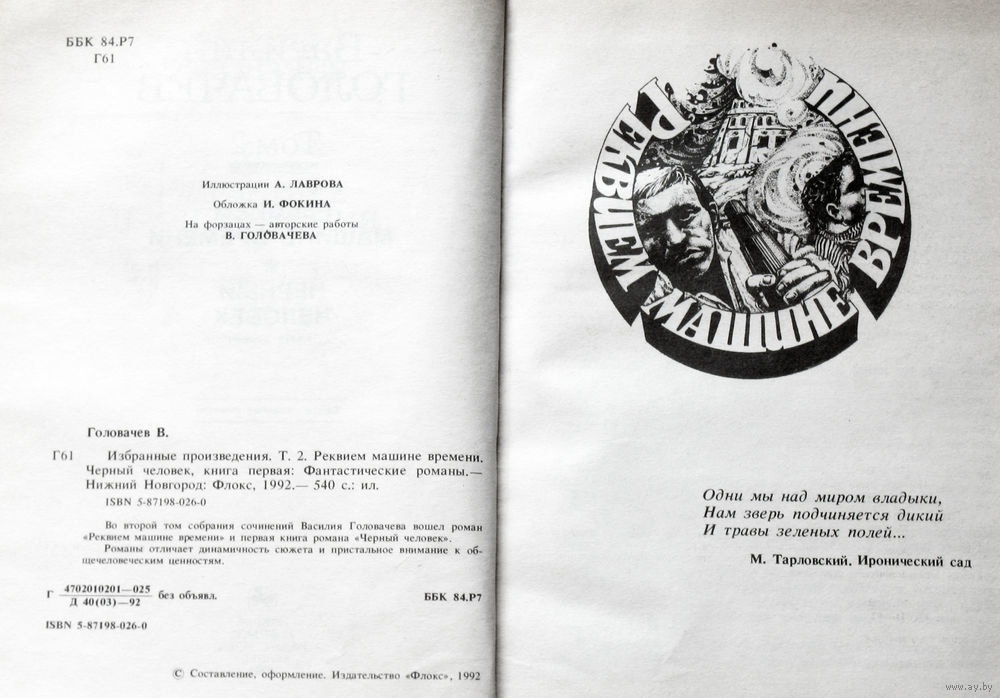 ББК 84.Р7
Г61
Иллюстрации А. ЛАВРОВА
Обложка И. ФОКИНА
На форзацах — авторские работы
В. ГОЛОВАЧЕВА
Головачев В.
Г61 Избранные произведения. Т. 2. Реквием машине времени.
Черный человек, книга первая: Фантастические романы.—
Нижний Новгород: Флокс, 1992.— 540 с.: ил.
ISBN 5-87198-026-0
Во второй том собрания сочинений Василия Головачева вошел роман
«Реквием машине времени» и первая книга романа «Черный человек».
Романы отличает динамичность сюжета и пристальное внимание к об-
щечеловеческим ценностям.
Г 4702010201—025
Д 40(03)—92 без объявл.
ББК 84.Р7
ISBN 5-87198-026-0
© Составление, оформление. Издательство «Флокс», 1992
РЕКВИЕМ МАШИНЕ ВРЕМЕНИ
Одни мы над миром владыки,
Нам зверь подчиняется дикий
И травы зеленых полей...
М. Тарловский. Иронический сад
www.ay.by